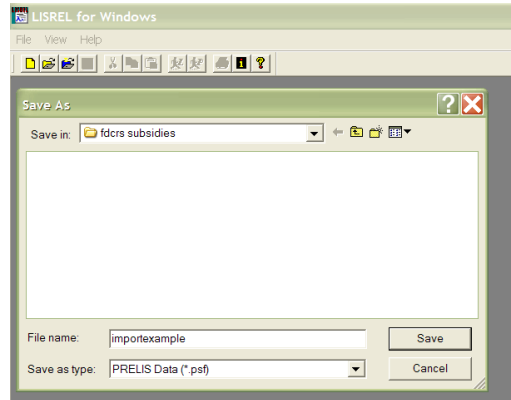 LISREL for Windows
File View Help
Save As
Save in: fdcrs subsidies
File name: importexample
Save
Save as type: PRELIS Data (*.psf)
Cancel